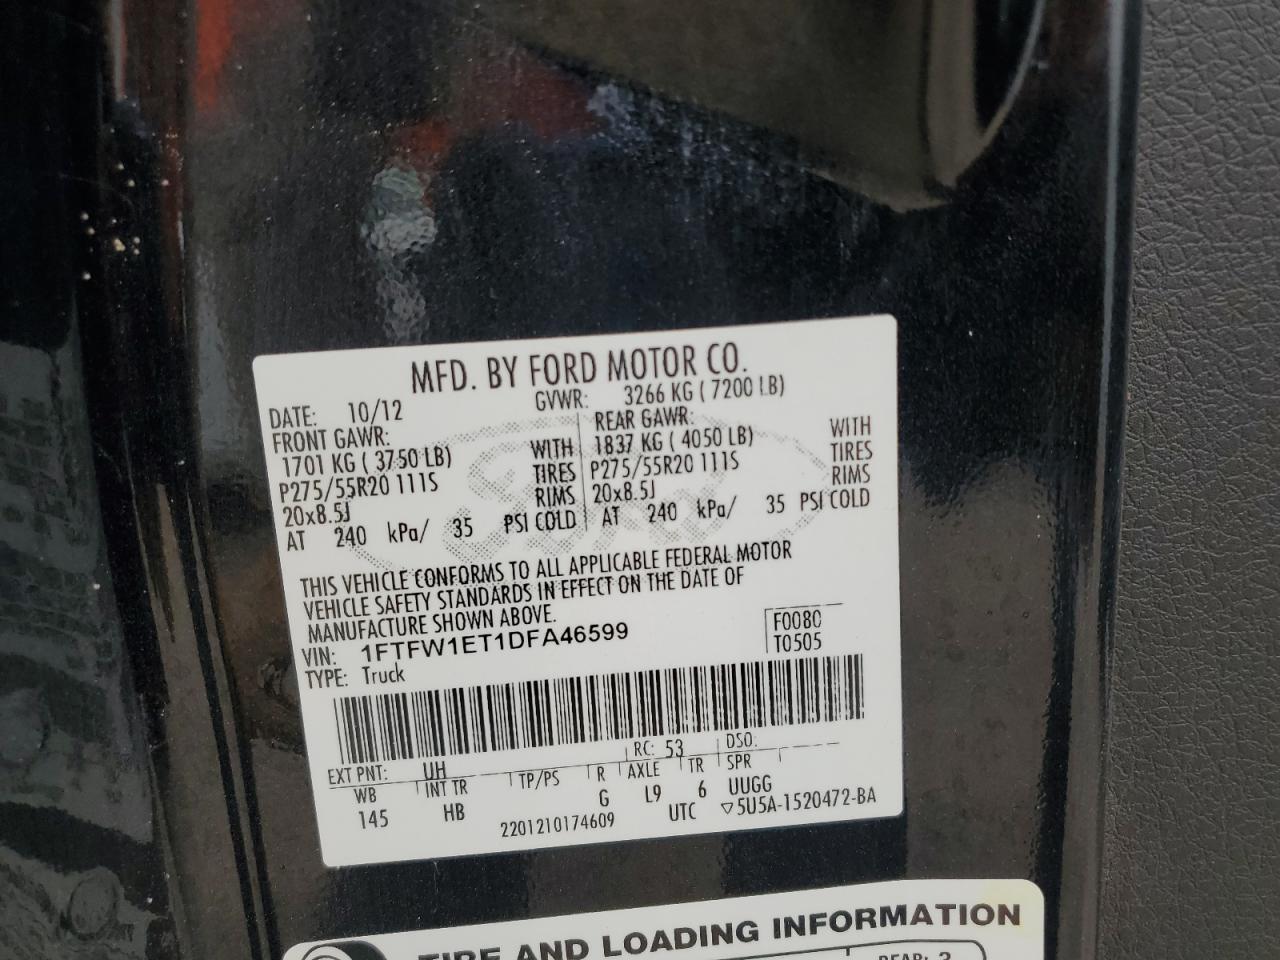 MFD. BY FORD MOTOR CO.
DATE: 10/12 GVWR: 3266 KG ( 7200 LB)
FRONT GAWR: REAR GAWR:
1701 KG ( 3750 LB) WITH 1837 KG ( 4050 LB) WITH
P275/55R20 111S TIRES P275/55R20 111S TIRES
20x8.5J RIMS 20x8.5J RIMS
AT 240 kPa/ 35 PSI COLD AT 240 kPa/ 35 PSI COLD
THIS VEHICLE CONFORMS TO ALL APPLICABLE FEDERAL MOTOR
VEHICLE SAFETY STANDARDS IN EFFECT ON THE DATE OF
MANUFACTURE SHOWN ABOVE.
VIN: 1FTFW1ET1DFA46599 F0080
TYPE: Truck T0505
EXT PNT: UH RC: 53 DSO:
WB INT TR TP/PS R AXLE TR SPR
145 HB G L9 6 UUGG
2201210174609 UTC ▽5U5A-1520472-BA
TIRE AND LOADING INFORMATION
REAR: 3